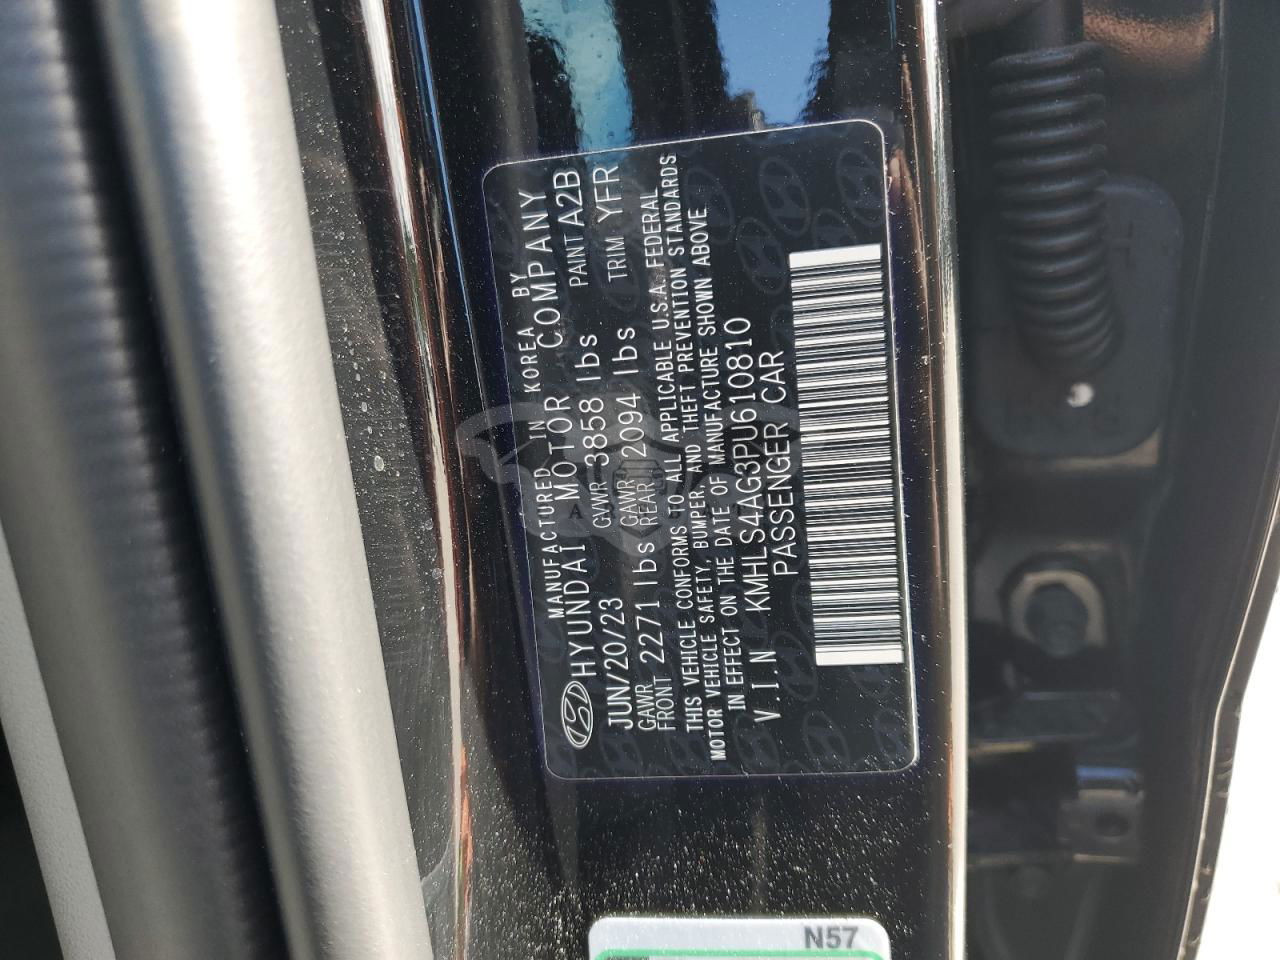 MANUFACTURED IN KOREA BY
HYUNDAI MOTOR COMPANY
JUN/20/23 GVWR 3858 lbs PAINT A2B
GAWR FRONT 2271 lbs GAWR REAR 2094 lbs TRIM YFR
THIS VEHICLE CONFORMS TO ALL APPLICABLE U.S.A. FEDERAL
MOTOR VEHICLE SAFETY, BUMPER, AND THEFT PREVENTION STANDARDS
IN EFFECT ON THE DATE OF MANUFACTURE SHOWN ABOVE
V.I.N KMHLS4AG3PU610810
PASSENGER CAR
N57